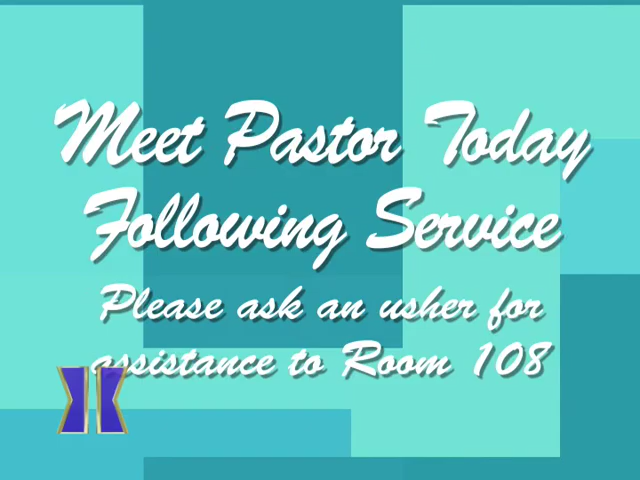 Meet Pastor Today
Following Service
Please ask an usher for
assistance to Room 108